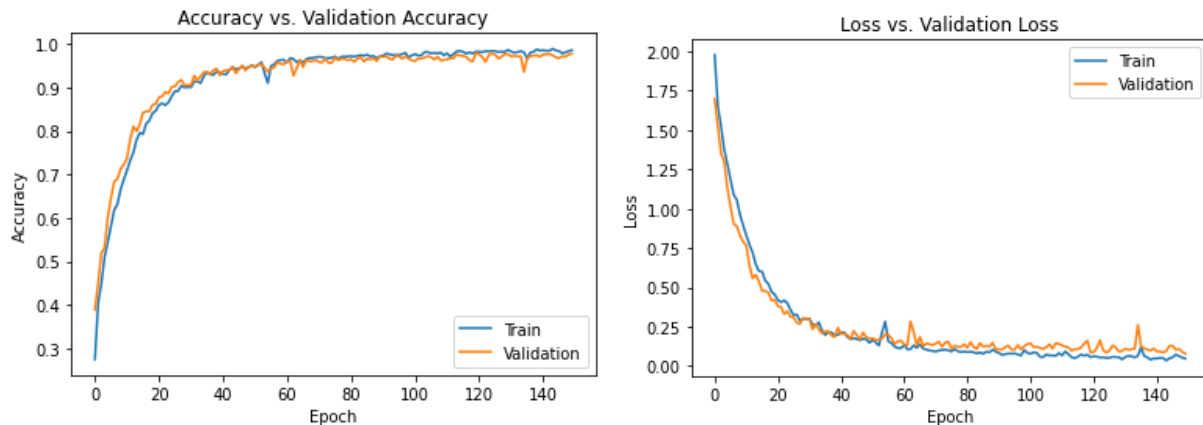 Accuracy vs. Validation Accuracy
1.0
0.9
0.8
0.7
0.6
0.5
0.4
0.3
Accuracy
Train
Validation
0 20 40 60 80 100 120 140
Epoch
Loss vs. Validation Loss
2.00
1.75
1.50
1.25
1.00
0.75
0.50
0.25
0.00
Loss
Train
Validation
0 20 40 60 80 100 120 140
Epoch